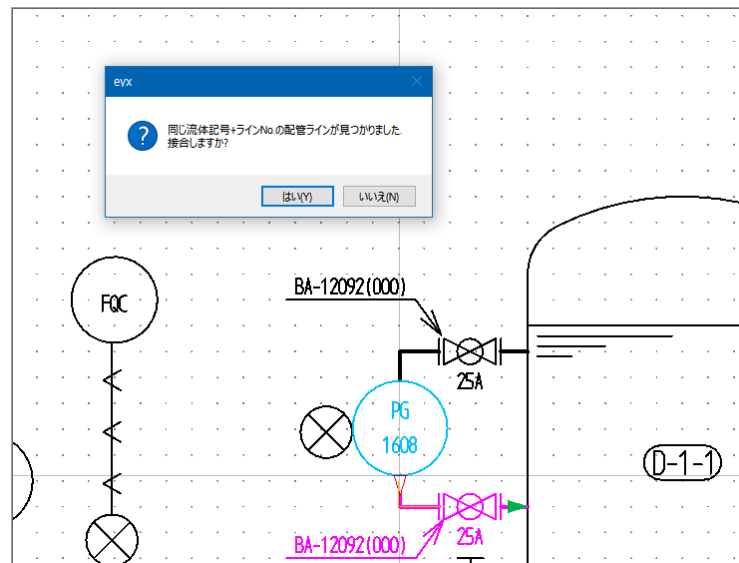 evx
同じ流体記号+ラインNo.の配管ラインが見つかりました.
接合しますか?
はい(Y)
いいえ(N)
BA-12092(000)
FQC
25A
PG
1608
D-1-1
BA-12092(000)
25A